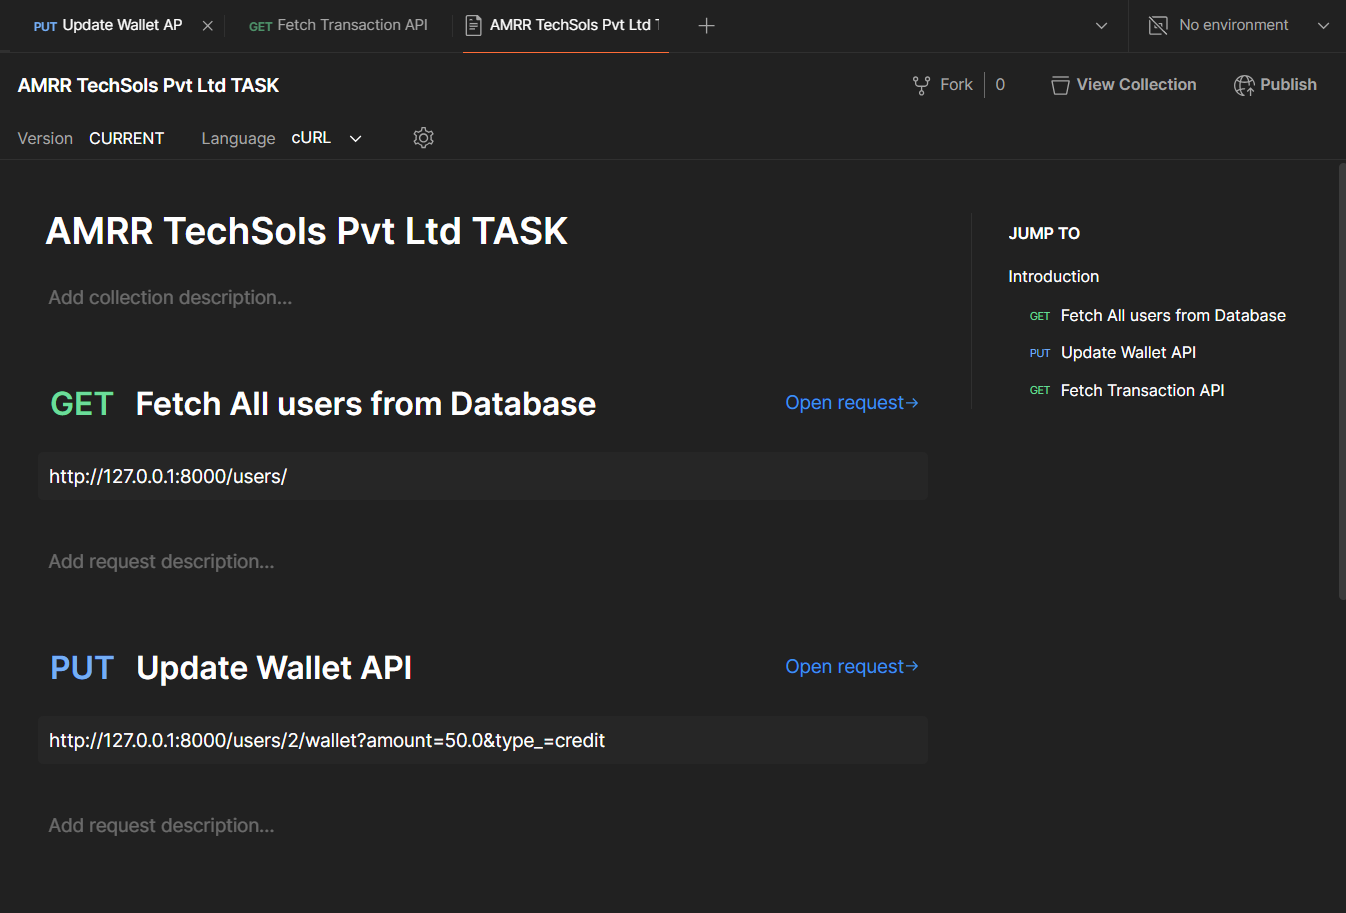 PUT Update Wallet AP
GET Fetch Transaction API
AMRR TechSols Pvt Ltd T
No environment
AMRR TechSols Pvt Ltd TASK
Fork 0
View Collection
Publish
Version CURRENT
Language cURL
AMRR TechSols Pvt Ltd TASK
Add collection description...
GET Fetch All users from Database
Open request→
http://127.0.0.1:8000/users/
Add request description...
PUT Update Wallet API
Open request→
http://127.0.0.1:8000/users/2/wallet?amount=50.0&type_=credit
Add request description...
JUMP TO
Introduction
GET Fetch All users from Database
PUT Update Wallet API
GET Fetch Transaction API